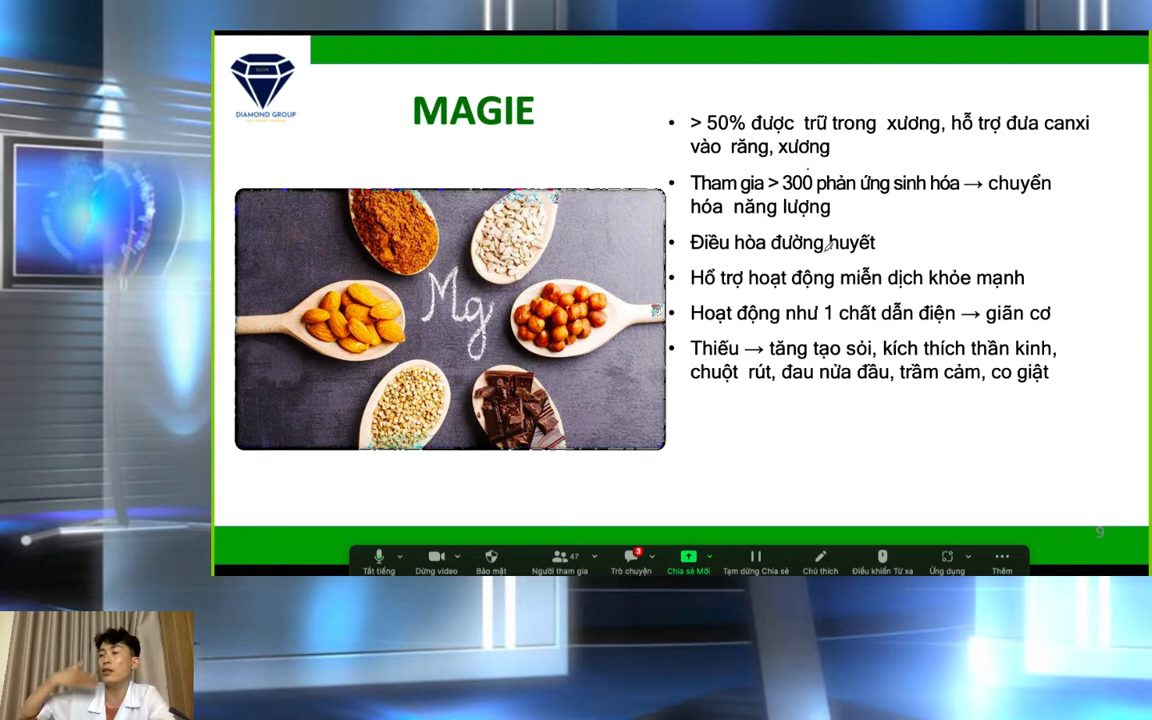 DIAMOND GROUP
MAGIE
Mg
• > 50% được trữ trong xương, hỗ trợ đưa canxi
vào răng, xương
• Tham gia > 300 phản ứng sinh hóa → chuyển
hóa năng lượng
• Điều hòa đường huyết
• Hổ trợ hoạt động miễn dịch khỏe mạnh
• Hoạt động như 1 chất dẫn điện → giãn cơ
• Thiếu → tăng tạo sỏi, kích thích thần kinh,
chuột rút, đau nửa đầu, trầm cảm, co giật
9
47
3
Tắt tiếng Dừng video Bảo mật Người tham gia Trò chuyện Chia sẻ Mới Tạm dừng Chia sẻ Chú thích Điều khiển Từ xa Ứng dụng Thêm